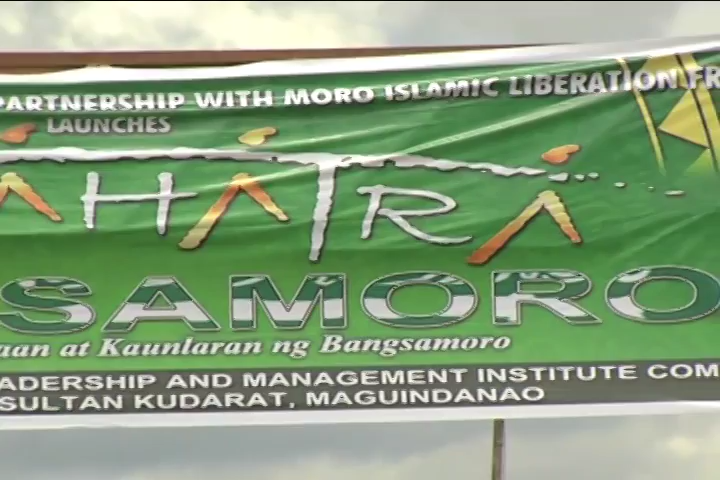 PARTNERSHIP WITH MORO ISLAMIC LIBERATION FR
LAUNCHES
AHATRA
SAMORO
aan at Kaunlaran ng Bangsamoro
ADERSHIP AND MANAGEMENT INSTITUTE COM
SULTAN KUDARAT, MAGUINDANAO